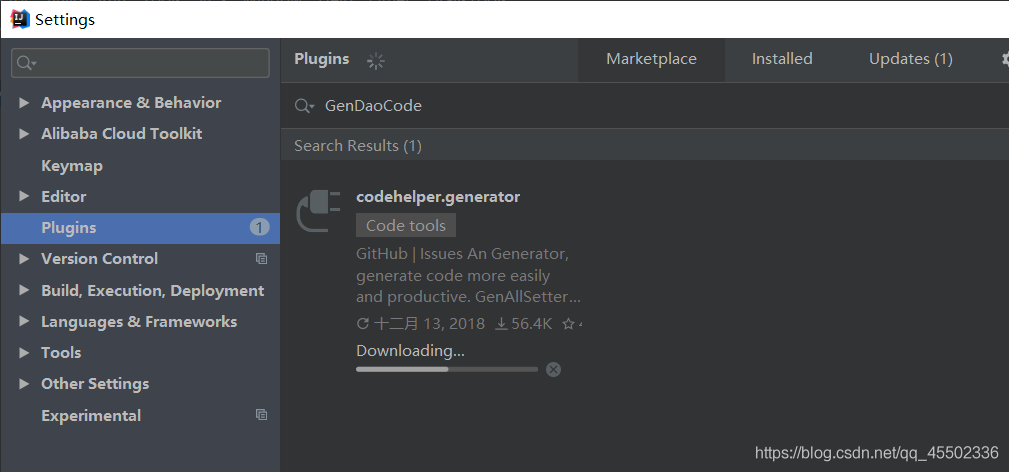 Settings
Plugins
Marketplace
Installed
Updates (1)
GenDaoCode
Search Results (1)
Appearance & Behavior
Alibaba Cloud Toolkit
Keymap
Editor
Plugins
1
Version Control
Build, Execution, Deployment
Languages & Frameworks
Tools
Other Settings
Experimental
codehelper.generator
Code tools
GitHub | Issues An Generator,
generate code more easily
and productive. GenAllSetter...
十二月 13, 2018 56.4K
Downloading...
https://blog.csdn.net/qq_45502336